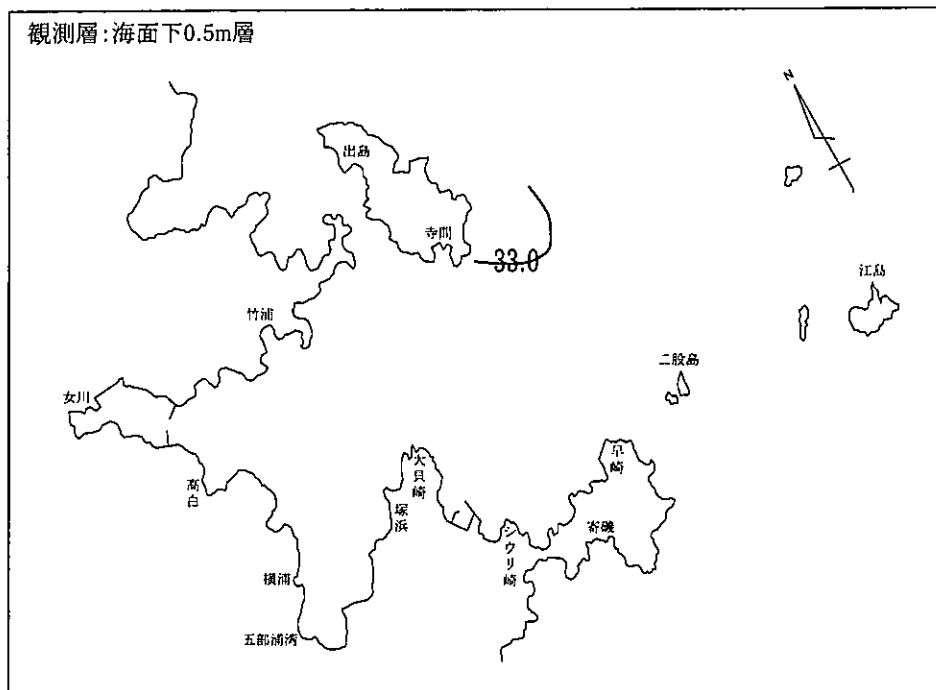 観測層:海面下0.5m層
N
出島
寺間
33.0
江島
竹浦
二股島
女川
大貝崎
早崎
高白
塚浜
寄磯
シウリ崎
横浦
五部浦湾